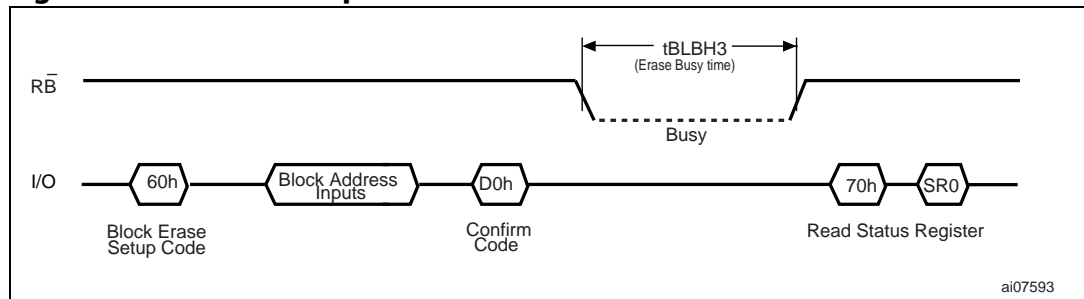 tBLBH3
(Erase Busy time)
RB̅
Busy
I/O
60h
Block Address
Inputs
D0h
70h
SR0
Block Erase
Setup Code
Confirm
Code
Read Status Register
ai07593